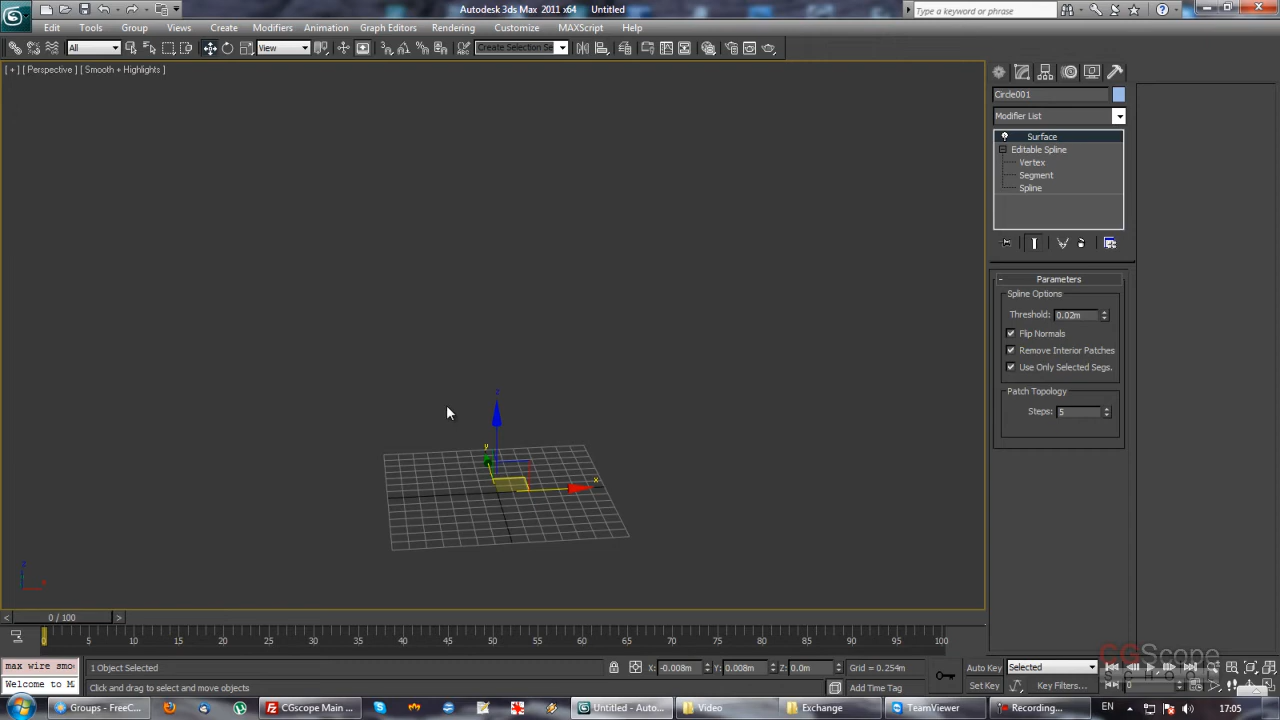 Autodesk 3ds Max 2011 x64 Untitled
Type a keyword or phrase
Edit Tools Group Views Create Modifiers Animation Graph Editors Rendering Customize MAXScript Help
All View Create Selection Se
[ + ] [ Perspective ] [ Smooth + Highlights ]
Circle001
Modifier List
Surface
Editable Spline
Vertex
Segment
Spline
Parameters
Spline Options
Threshold: 0.02m
Flip Normals
Remove Interior Patches
Use Only Selected Segs.
Patch Topology
Steps: 5
z
y
x
z
x
0 / 100
0 5 10 15 20 25 30 35 40 45 50 55 60 65 70 75 80 85 90 95 100
CGScope
school
max wire smo
1 Object Selected
X: -0.008m Y: 0.008m Z: 0.0m Grid = 0.254m
Auto Key Selected
Welcome to M
Click and drag to select and move objects
Add Time Tag
Set Key Key Filters... 0
Groups - FreeC...
CGscope Main ...
Untitled - Auto...
Video
Exchange
TeamViewer
Recording...
EN 17:05